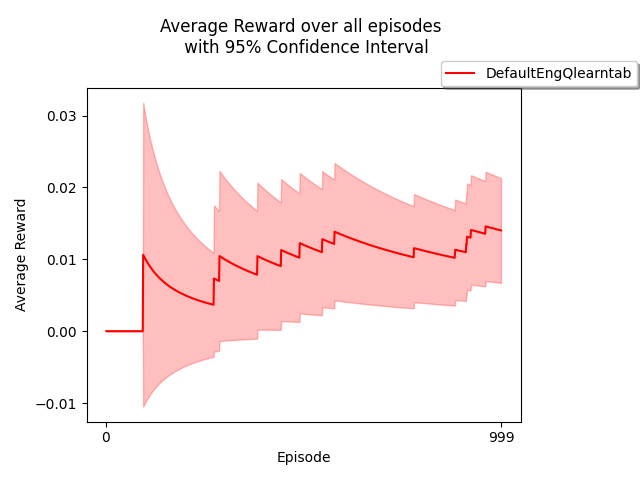 Average Reward over all episodes
with 95% Confidence Interval
DefaultEngQlearntab
0.03
0.02
0.01
0.00
−0.01
Average Reward
0
999
Episode